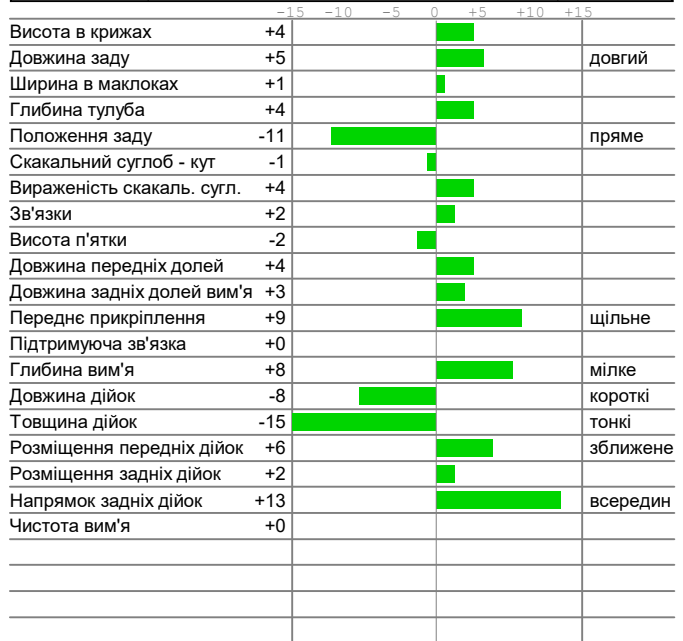 -15 -10 -5 0 +5 +10 +15
Висота в крижах +4
Довжина заду +5 довгий
Ширина в маклоках +1
Глибина тулуба +4
Положення заду -11 пряме
Скакальний суглоб - кут -1
Вираженість скакаль. сугл. +4
Зв'язки +2
Висота п'ятки -2
Довжина передніх долей +4
Довжина задніх долей вим'я +3
Переднє прикріплення +9 щільне
Підтримуюча зв'язка +0
Глибина вим'я +8 мілке
Довжина дійок -8 короткі
Товщина дійок -15 тонкі
Розміщення передніх дійок +6 зближене
Розміщення задніх дійок +2
Напрямок задніх дійок +13 всередин
Чистота вим'я +0